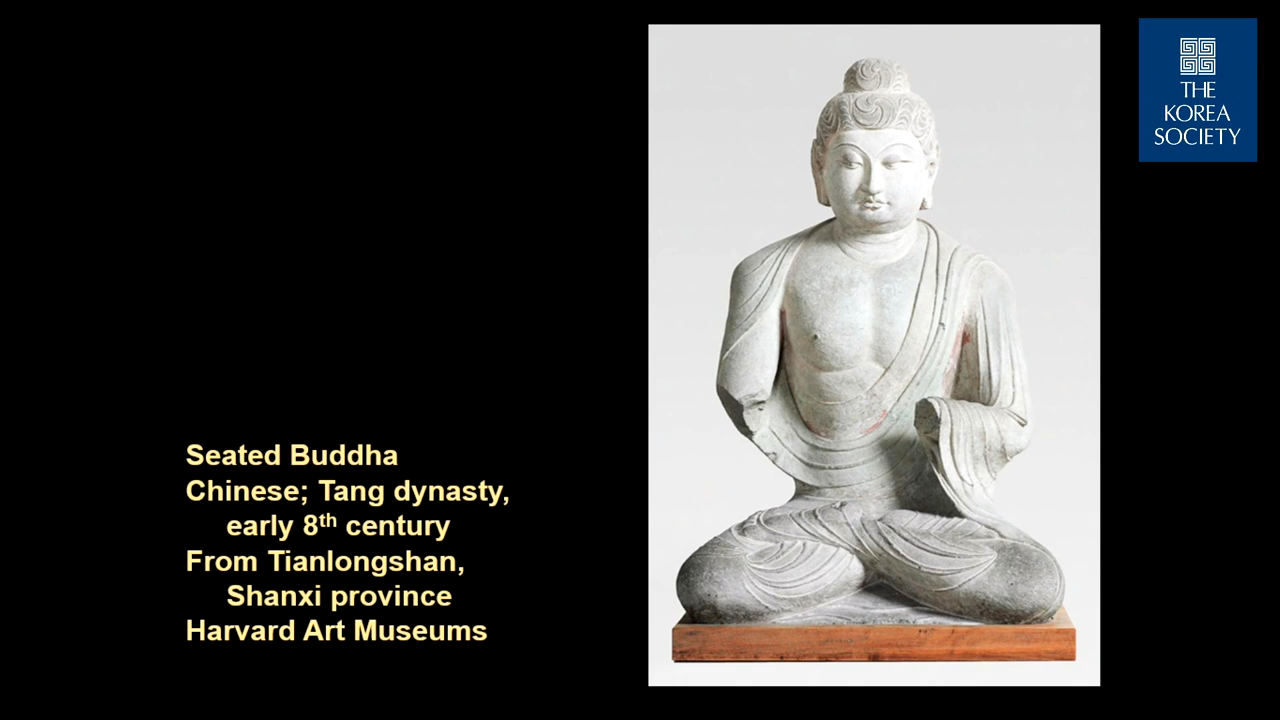 Seated Buddha
Chinese; Tang dynasty,
early 8th century
From Tianlongshan,
Shanxi province
Harvard Art Museums
THE
KOREA
SOCIETY